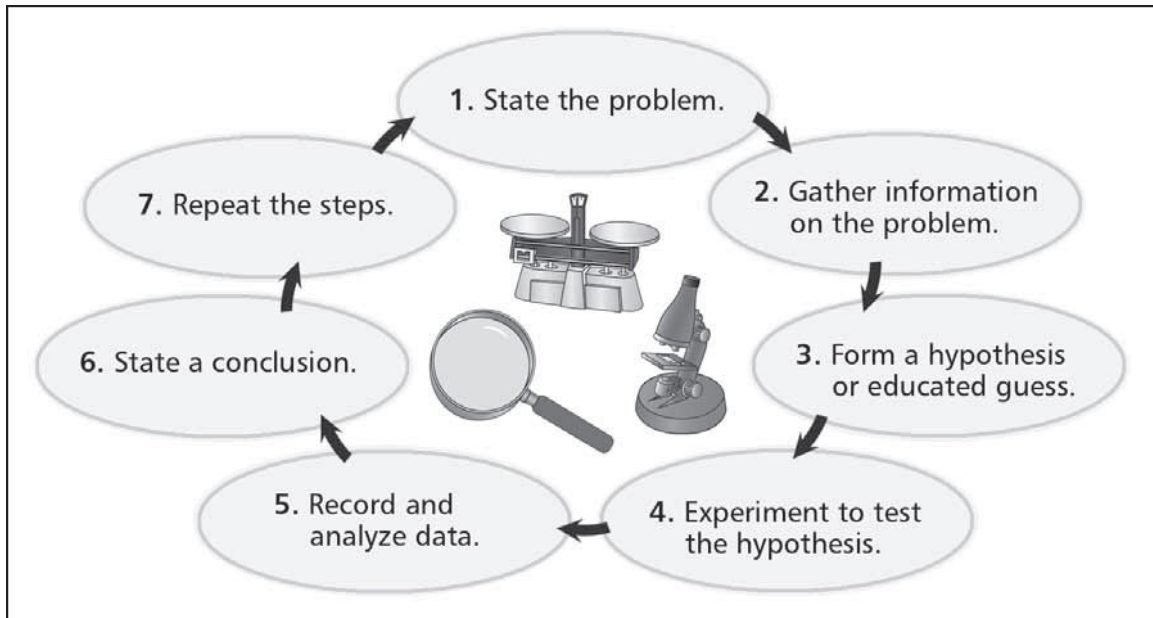 1. State the problem.
2. Gather information
on the problem.
3. Form a hypothesis
or educated guess.
4. Experiment to test
the hypothesis.
5. Record and
analyze data.
6. State a conclusion.
7. Repeat the steps.